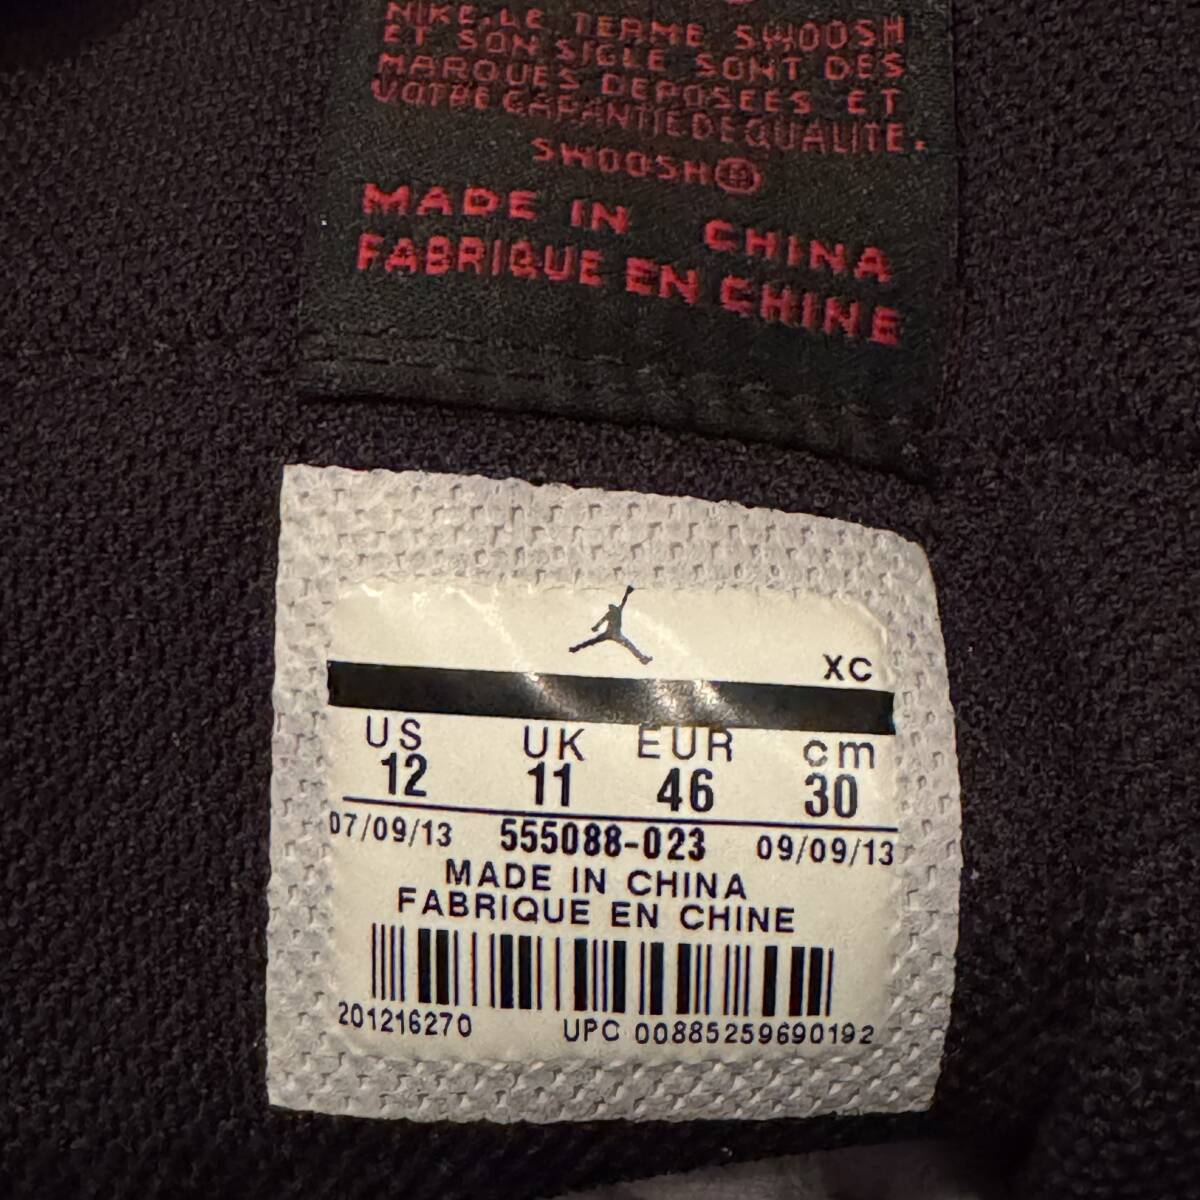 NIKE, LE TERME SWOOSH
ET SON SIGLE SONT DES
MARQUES DEPOSEES ET
VOTRE GARANTIE DE QUALITE.
SWOOSH®
MADE IN CHINA
FABRIQUE EN CHINE
XC
US UK EUR cm
12 11 46 30
07/09/13 555088-023 09/09/13
MADE IN CHINA
FABRIQUE EN CHINE
201216270 UPC 00885259690192